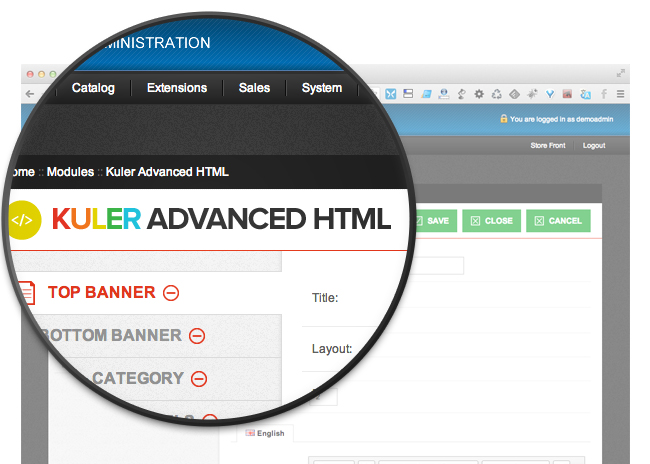 MINISTRATION
Catalog Extensions Sales System
You are logged in as demoadmin
Store Front Logout
ome :: Modules :: Kuler Advanced HTML
</> KULER ADVANCED HTML
SAVE CLOSE CANCEL
TOP BANNER
Title:
BOTTOM BANNER
Layout:
CATEGORY
English